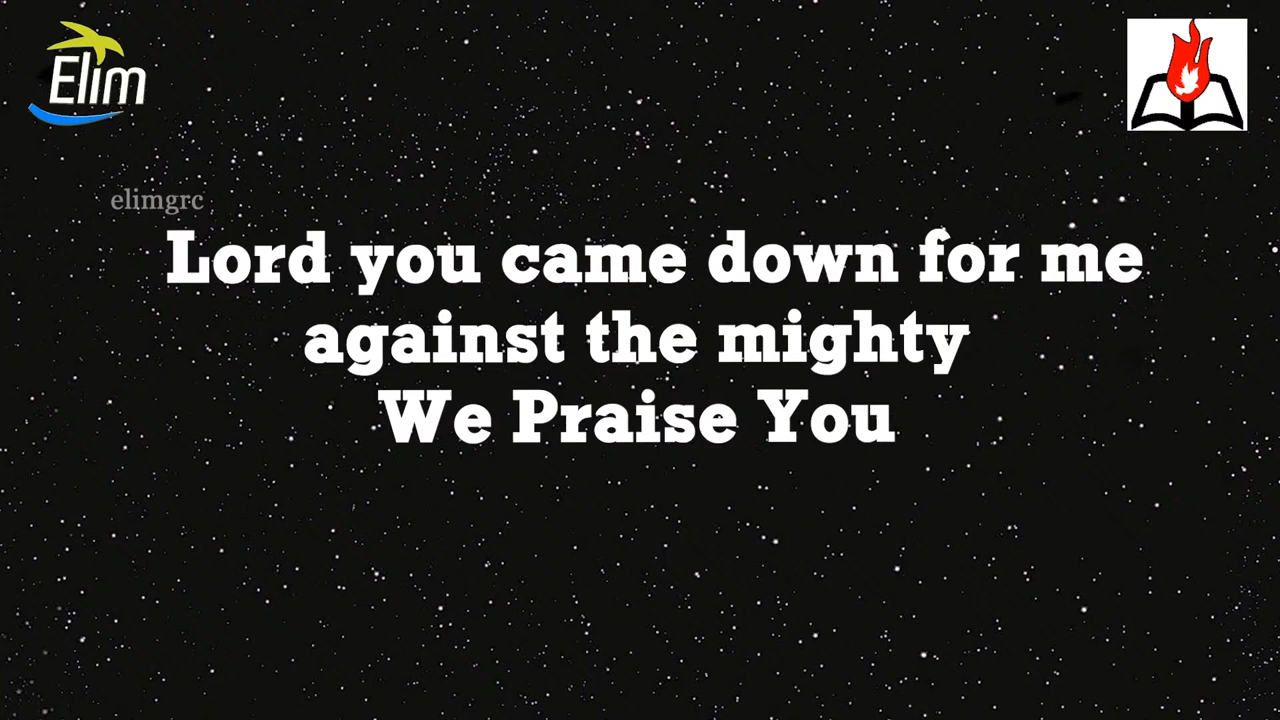 Elim
elimgrc
Lord you came down for me
against the mighty
We Praise You